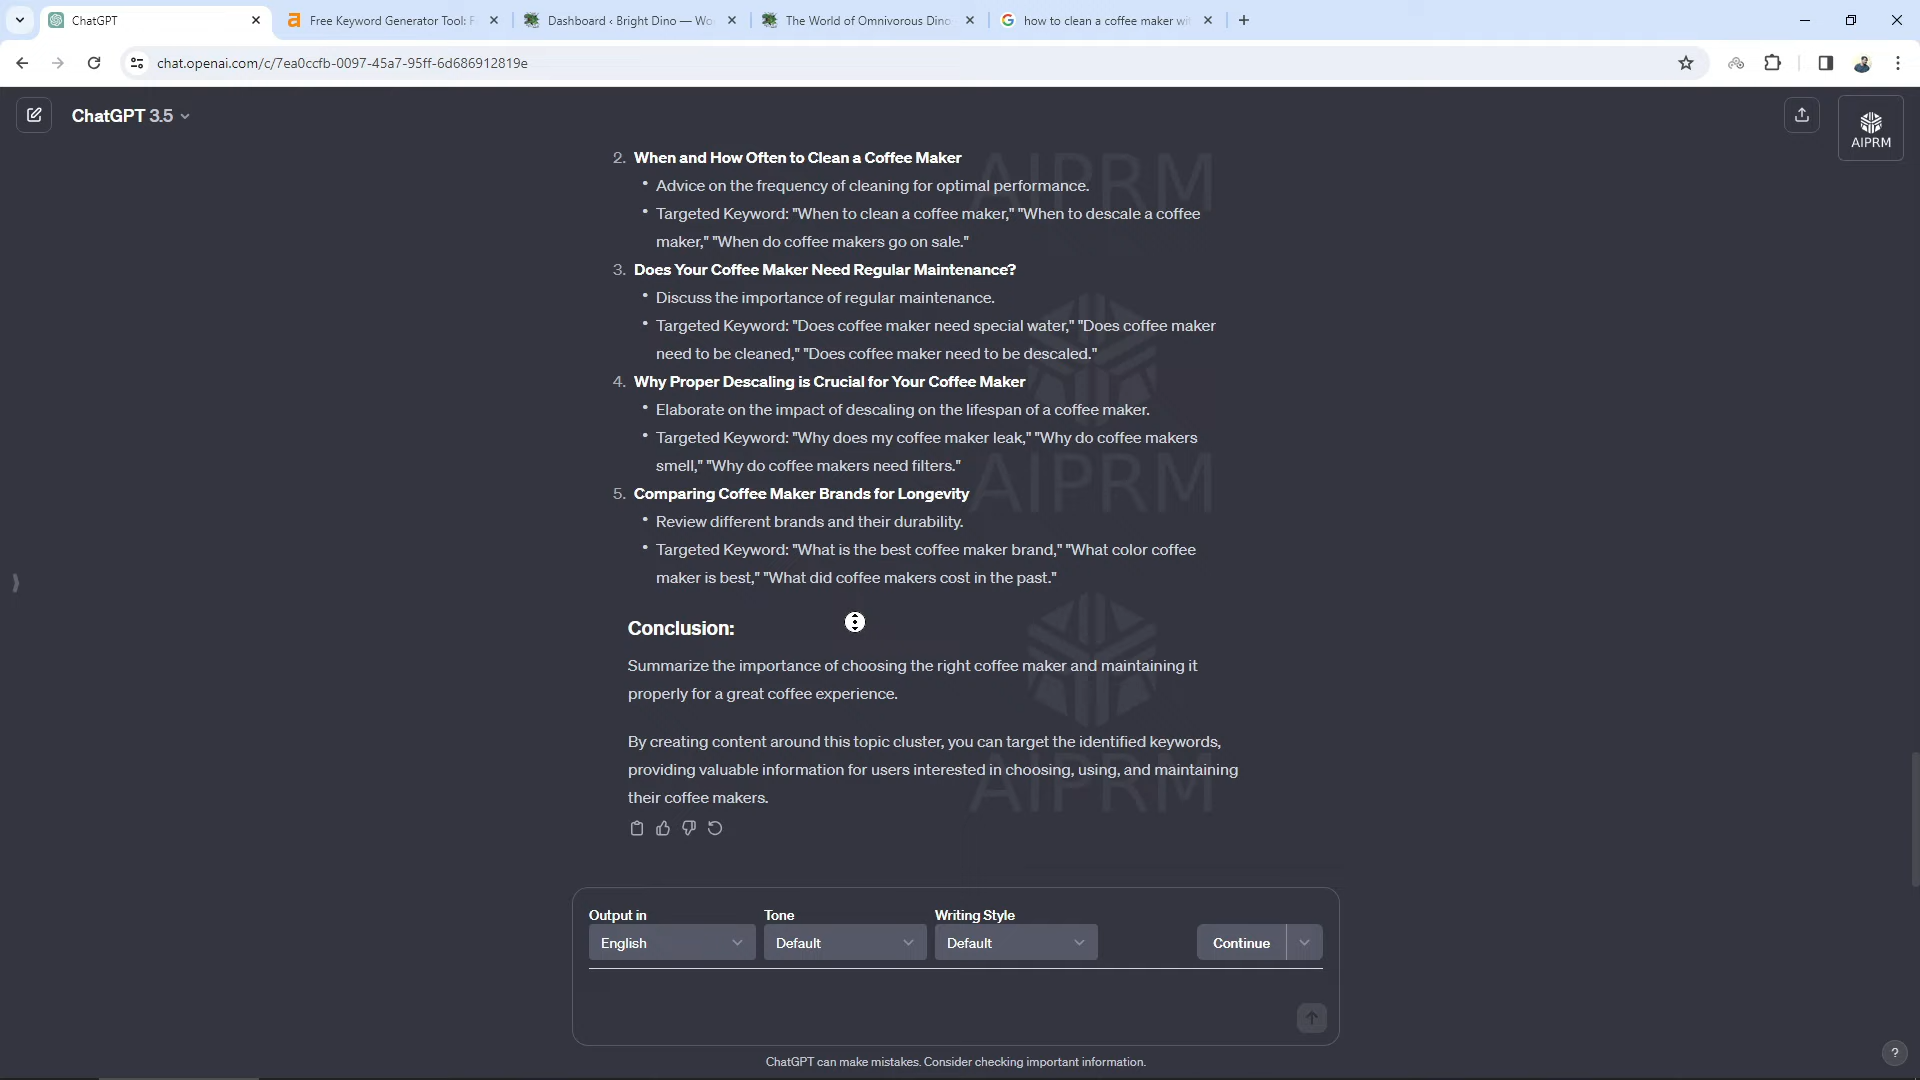 ChatGPT
Free Keyword Generator Tool: F
Dashboard ‹ Bright Dino — Wo
The World of Omnivorous Dino
how to clean a coffee maker wi
chat.openai.com/c/7ea0ccfb-0097-45a7-95ff-6d686912819e
ChatGPT 3.5
AIPRM
2. When and How Often to Clean a Coffee Maker
• Advice on the frequency of cleaning for optimal performance.
• Targeted Keyword: "When to clean a coffee maker," "When to descale a coffee
maker," "When do coffee makers go on sale."
3. Does Your Coffee Maker Need Regular Maintenance?
• Discuss the importance of regular maintenance.
• Targeted Keyword: "Does coffee maker need special water," "Does coffee maker
need to be cleaned," "Does coffee maker need to be descaled."
4. Why Proper Descaling is Crucial for Your Coffee Maker
• Elaborate on the impact of descaling on the lifespan of a coffee maker.
• Targeted Keyword: "Why does my coffee maker leak," "Why do coffee makers
smell," "Why do coffee makers need filters."
5. Comparing Coffee Maker Brands for Longevity
• Review different brands and their durability.
• Targeted Keyword: "What is the best coffee maker brand," "What color coffee
maker is best," "What did coffee makers cost in the past."
Conclusion:
Summarize the importance of choosing the right coffee maker and maintaining it
properly for a great coffee experience.
By creating content around this topic cluster, you can target the identified keywords,
providing valuable information for users interested in choosing, using, and maintaining
their coffee makers.
AIPRM
AIPRM
AIPRM
Output in
Tone
Writing Style
English
Default
Default
Continue
ChatGPT can make mistakes. Consider checking important information.
?